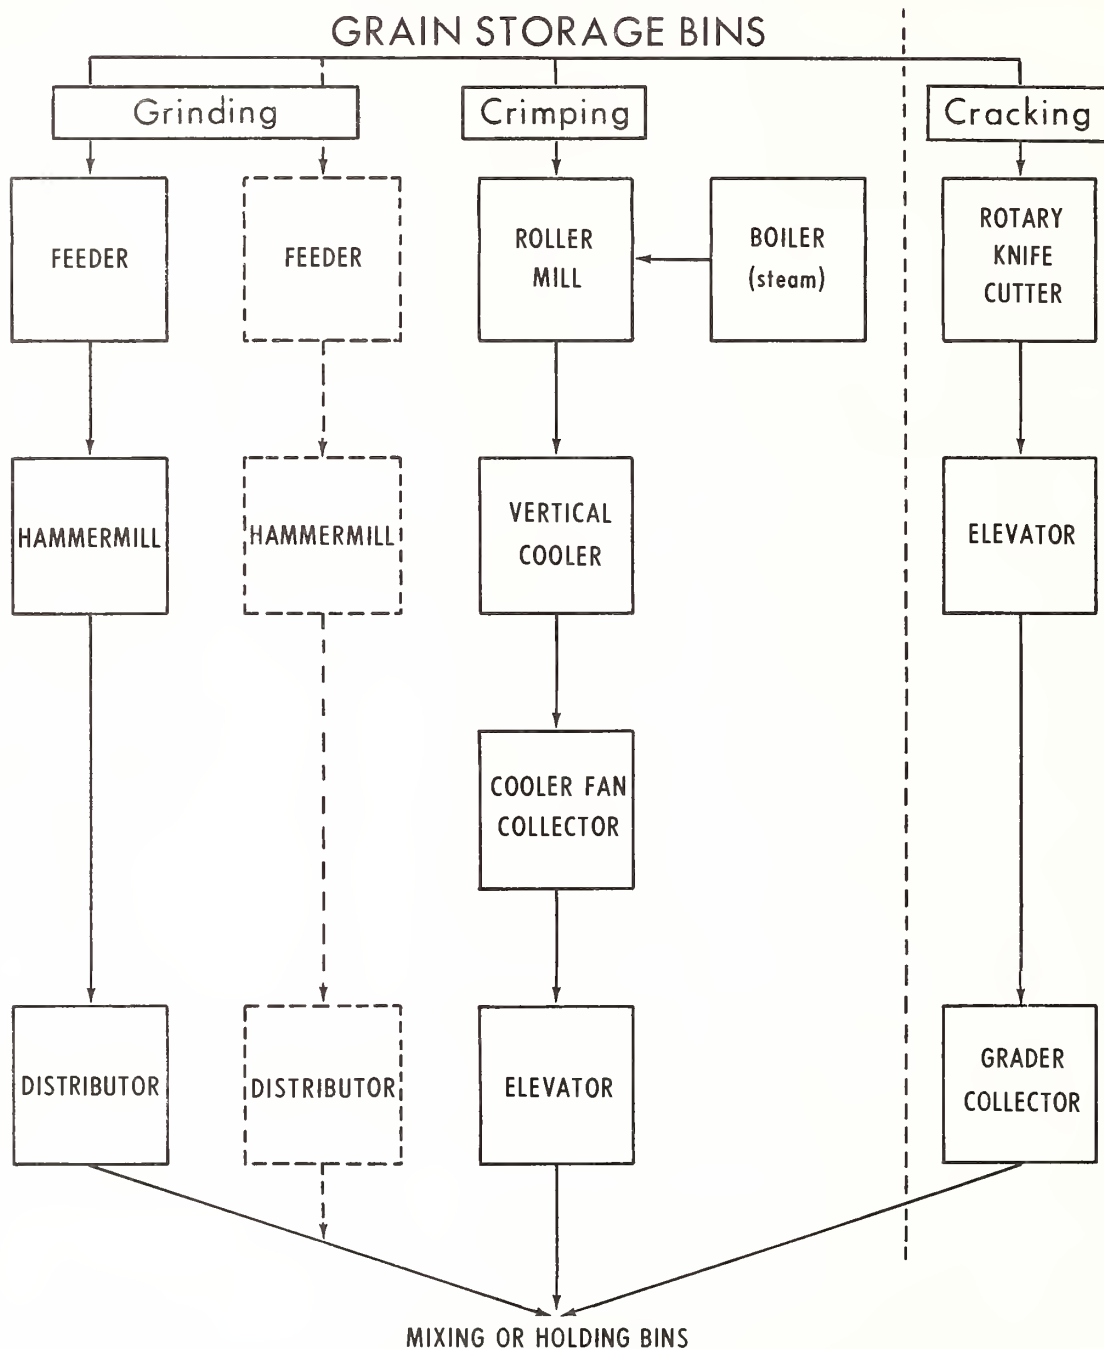 GRAIN STORAGE BINS
Grinding
Crimping
Cracking
FEEDER
FEEDER
ROLLER
MILL
BOILER
(steam)
ROTARY
KNIFE
CUTTER
HAMMERMILL
HAMMERMILL
VERTICAL
COOLER
ELEVATOR
COOLER FAN
COLLECTOR
DISTRIBUTOR
DISTRIBUTOR
ELEVATOR
GRADER
COLLECTOR
MIXING OR HOLDING BINS